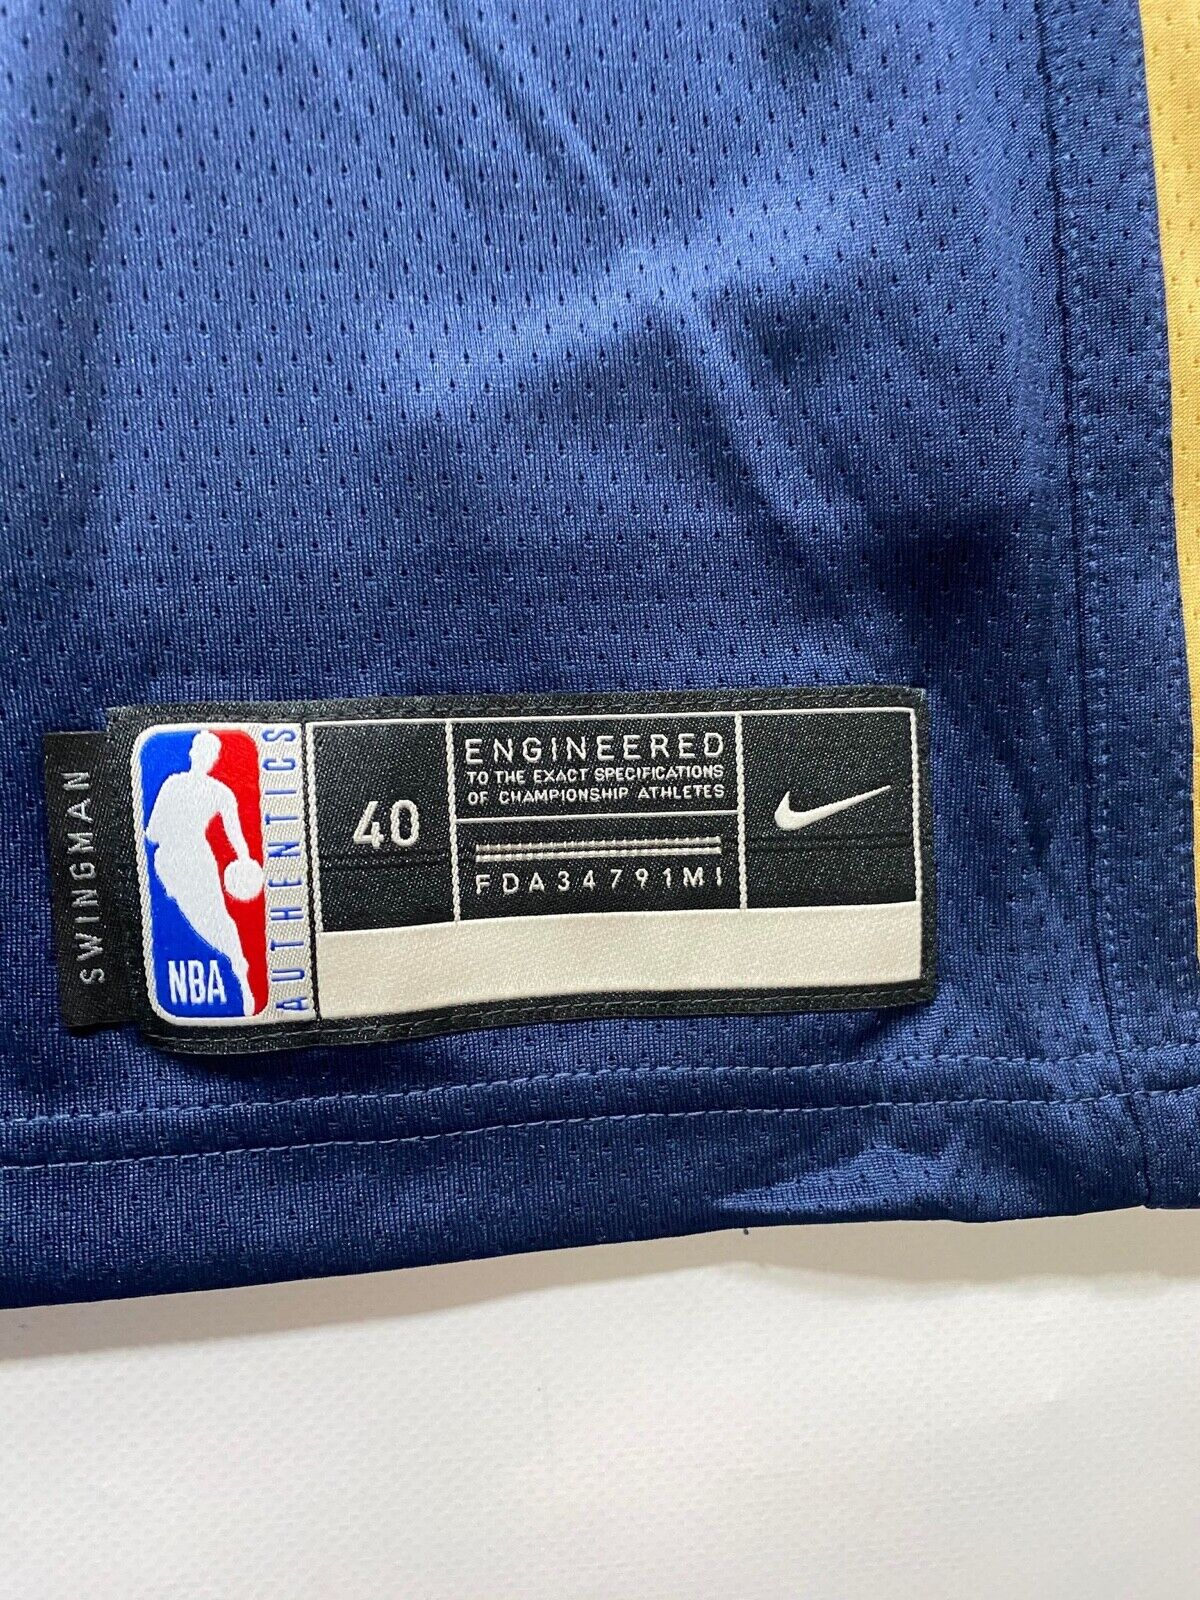 SWINGMAN
NBA
AUTHENTICS
40
ENGINEERED
TO THE EXACT SPECIFICATIONS
OF CHAMPIONSHIP ATHLETES
FDA34791MI